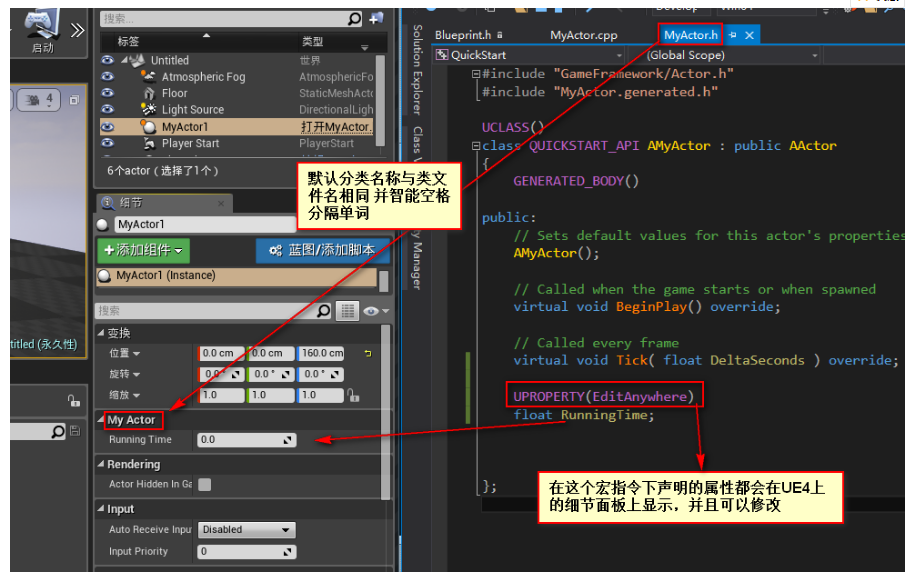 启动
4
titled (永久性)
搜索...
标签
类型
Untitled
世界
Atmospheric Fog
AtmosphericFo
Floor
StaticMeshActo
Light Source
DirectionalLigh
MyActor1
打开MyActor.
Player Start
PlayerStart
6个actor（选择了1个）
细节
MyActor1
+添加组件
蓝图/添加脚本
MyActor1 (Instance)
搜索
变换
位置
0.0 cm
0.0 cm
160.0 cm
旋转
0.0 °
0.0 °
0.0 °
缩放
1.0
1.0
1.0
My Actor
Running Time
0.0
Rendering
Actor Hidden In Ga
Input
Auto Receive Inpu
Disabled
Input Priority
0
默认分类名称与类文
件名相同 并智能空格
分隔单词
Solution Explorer
Class V
y Manager
Blueprint.h
MyActor.cpp
MyActor.h
QuickStart
(Global Scope)
#include "GameFramework/Actor.h"
#include "MyActor.generated.h"
UCLASS()
class QUICKSTART_API AMyActor : public AActor
{
GENERATED_BODY()
public:
// Sets default values for this actor's properties
AMyActor();
// Called when the game starts or when spawned
virtual void BeginPlay() override;
// Called every frame
virtual void Tick( float DeltaSeconds ) override;
UPROPERTY(EditAnywhere)
float RunningTime;
};
在这个宏指令下声明的属性都会在UE4上
的细节面板上显示，并且可以修改